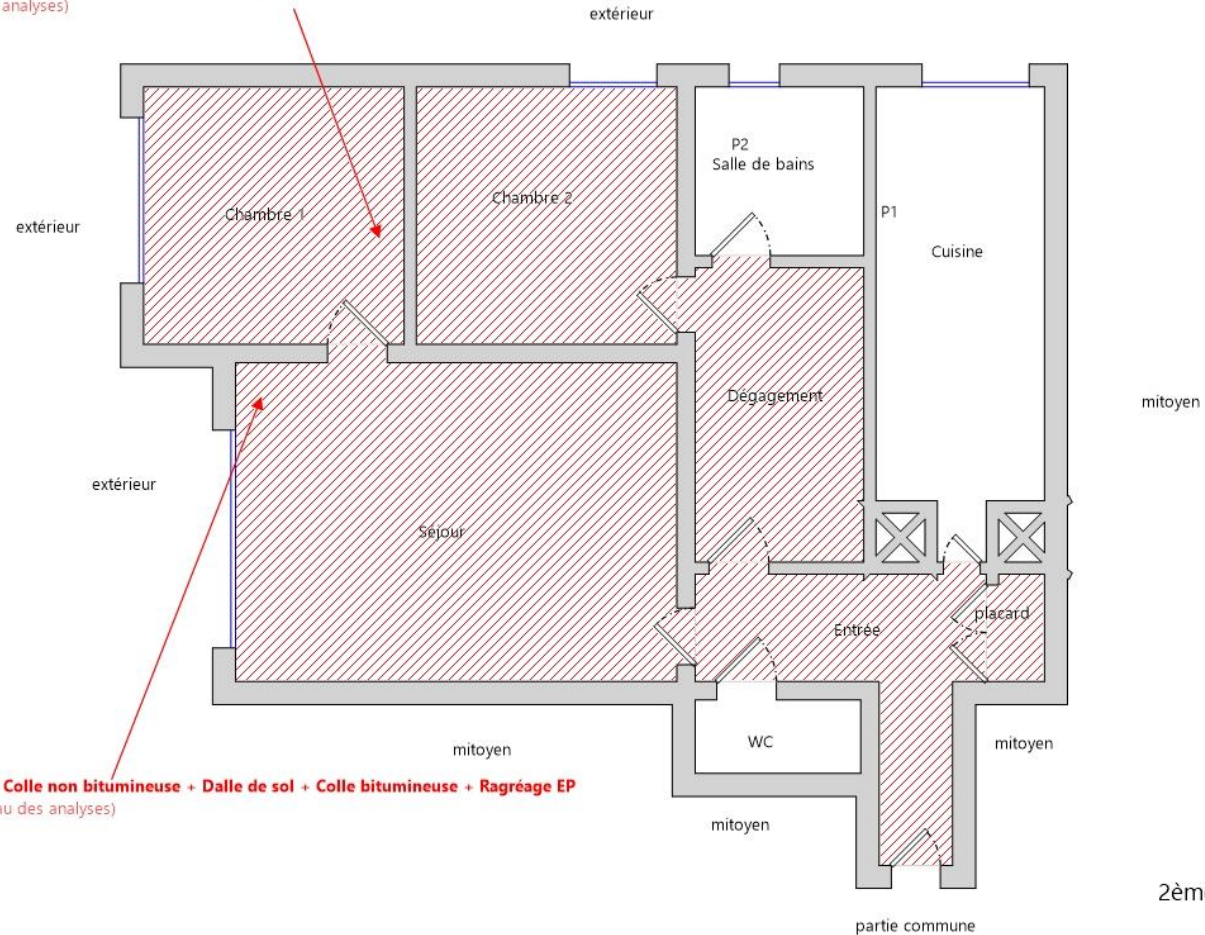 analyses)
extérieur
P2
Salle de bains
Chambre 1
Chambre 2
P1
extérieur
Cuisine
Dégagement
mitoyen
extérieur
Séjour
placard
Entrée
WC
mitoyen
mitoyen
Colle non bitumineuse + Dalle de sol + Colle bitumineuse + Ragréage EP
au des analyses)
mitoyen
partie commune